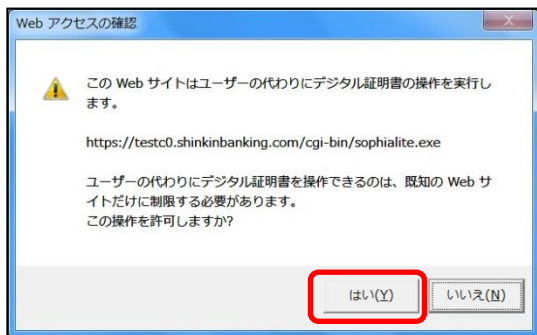 Web アクセスの確認
この Web サイトはユーザーの代わりにデジタル証明書の操作を実行し
ます。
https://testc0.shinkinbanking.com/cgi-bin/sophialite.exe
ユーザーの代わりにデジタル証明書を操作できるのは、既知の Web サ
イトだけに制限する必要があります。
この操作を許可しますか?
はい(Y) いいえ(N)